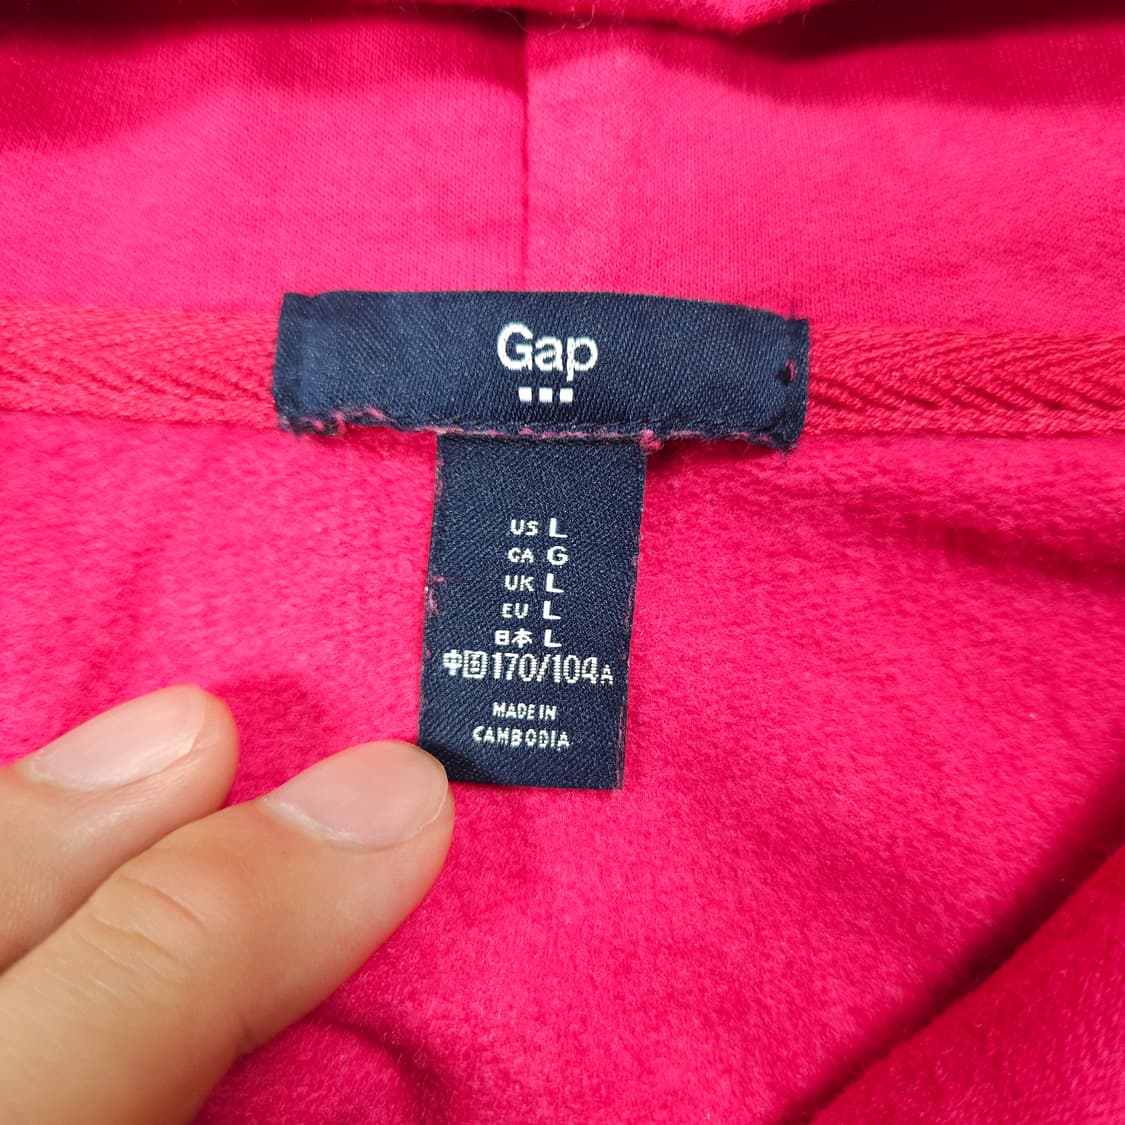 Gap
US L
CA G
UK L
EU L
日本 L
中国 170/104A
MADE IN
CAMBODIA